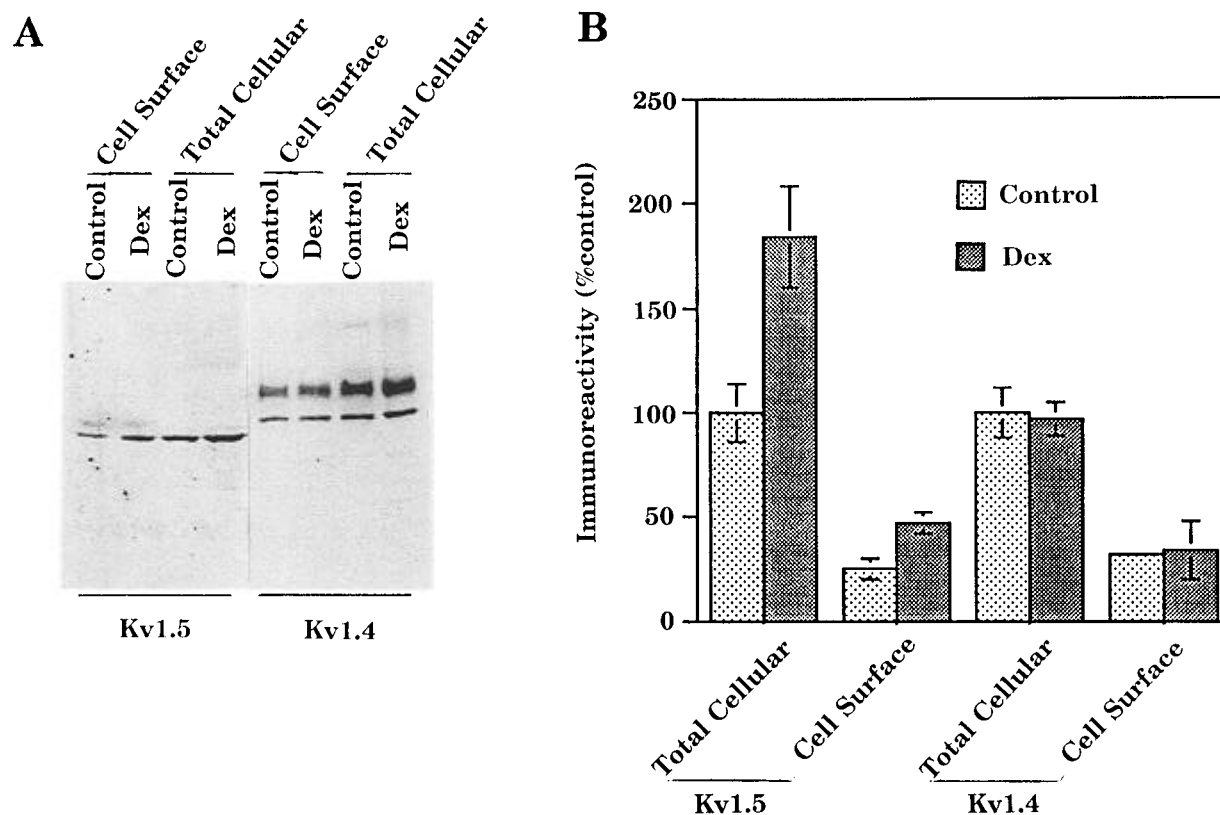 A
Cell Surface
Total Cellular
Cell Surface
Total Cellular
Control
Dex
Control
Dex
Control
Dex
Control
Dex
Kv1.5
Kv1.4
B
Immunoreactivity (%control)
250
200
150
100
50
0
Control
Dex
Total Cellular
Cell Surface
Total Cellular
Cell Surface
Kv1.5
Kv1.4